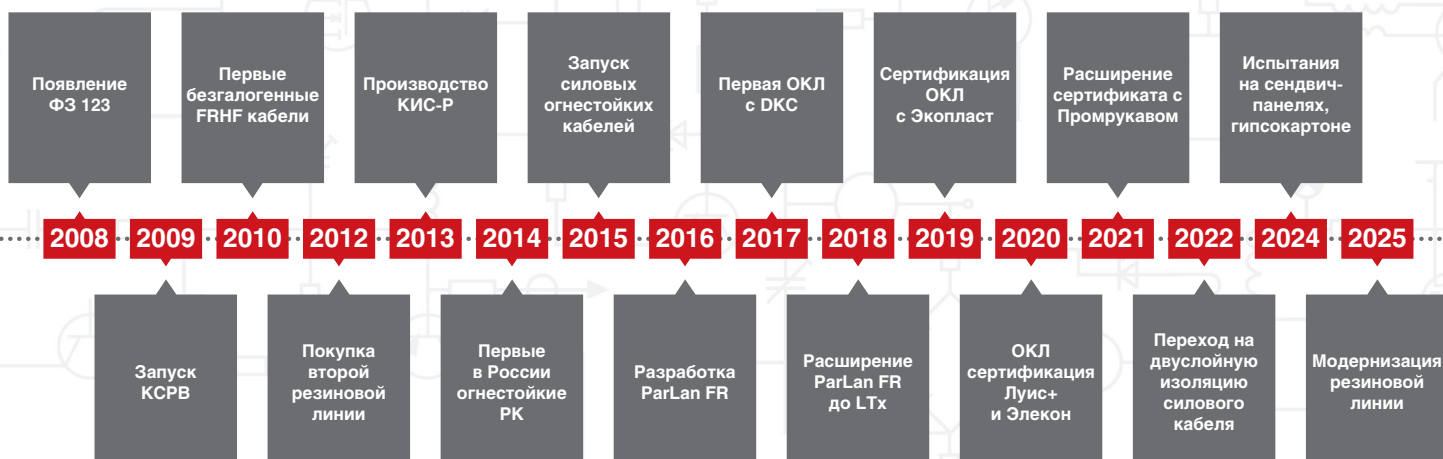 Появление
ФЗ 123
Первые
безгалогенные
FRHF кабели
Производство
КИС-Р
Запуск
силовых
огнестойких
кабелей
Первая ОКЛ
с DKC
Сертификация
ОКЛ
с Экопласт
Расширение
сертификата с
Промрукавом
Испытания
на сендвич-
панелях,
гипсокартоне
2008 2009 2010 2012 2013 2014 2015 2016 2017 2018 2019 2020 2021 2022 2024 2025
Запуск
КСРВ
Покупка
второй
резиновой
линии
Первые
в России
огнестойкие
РК
Разработка
ParLan FR
Расширение
ParLan FR
до LTx
ОКЛ
сертификация
Луис+
и Элекон
Переход на
двуслойную
изоляцию
силового
кабеля
Модернизация
резиновой
линии